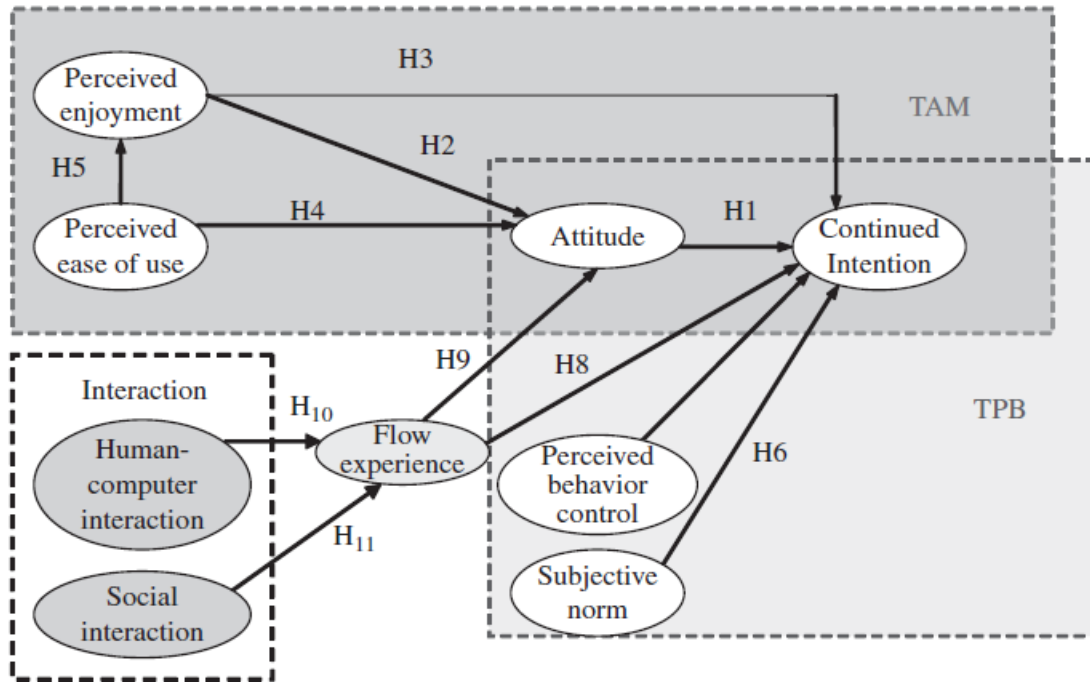 H3
Perceived
enjoyment
TAM
H5
H2
H4
H1
Perceived
ease of use
Attitude
Continued
Intention
H9
H8
Interaction
H10
TPB
Human-
computer
interaction
Flow
experience
Perceived
behavior
control
H6
H11
Social
interaction
Subjective
norm